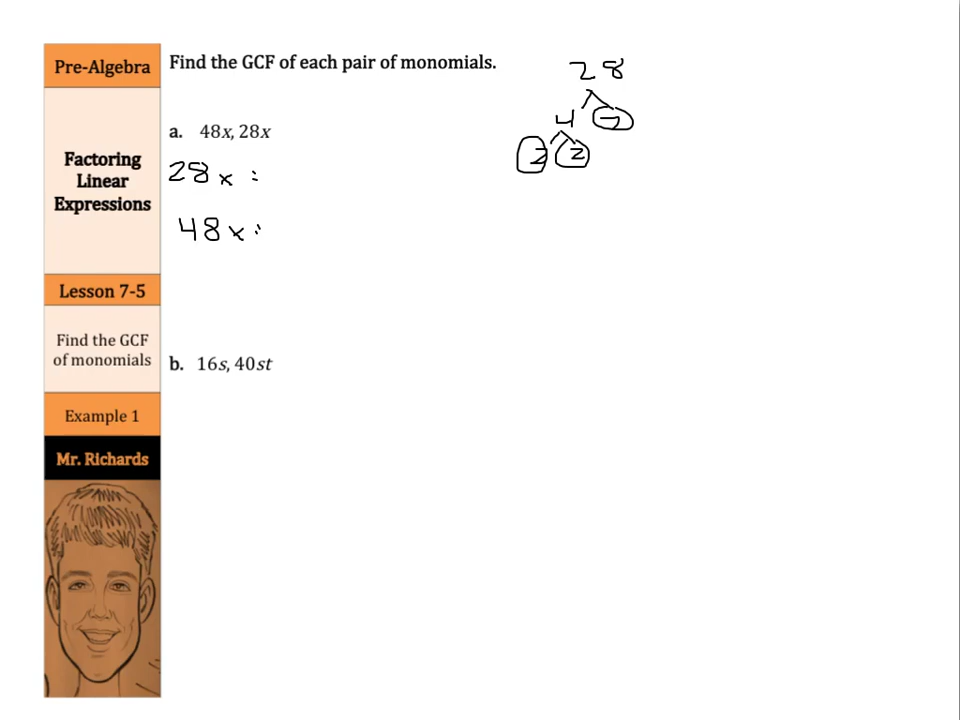 Pre-Algebra
Factoring
Linear
Expressions
Lesson 7-5
Find the GCF
of monomials
Example 1
Mr. Richards
Find the GCF of each pair of monomials.
a. 48x, 28x
28x :
48x :
b. 16s, 40st
28
4 7
2 2